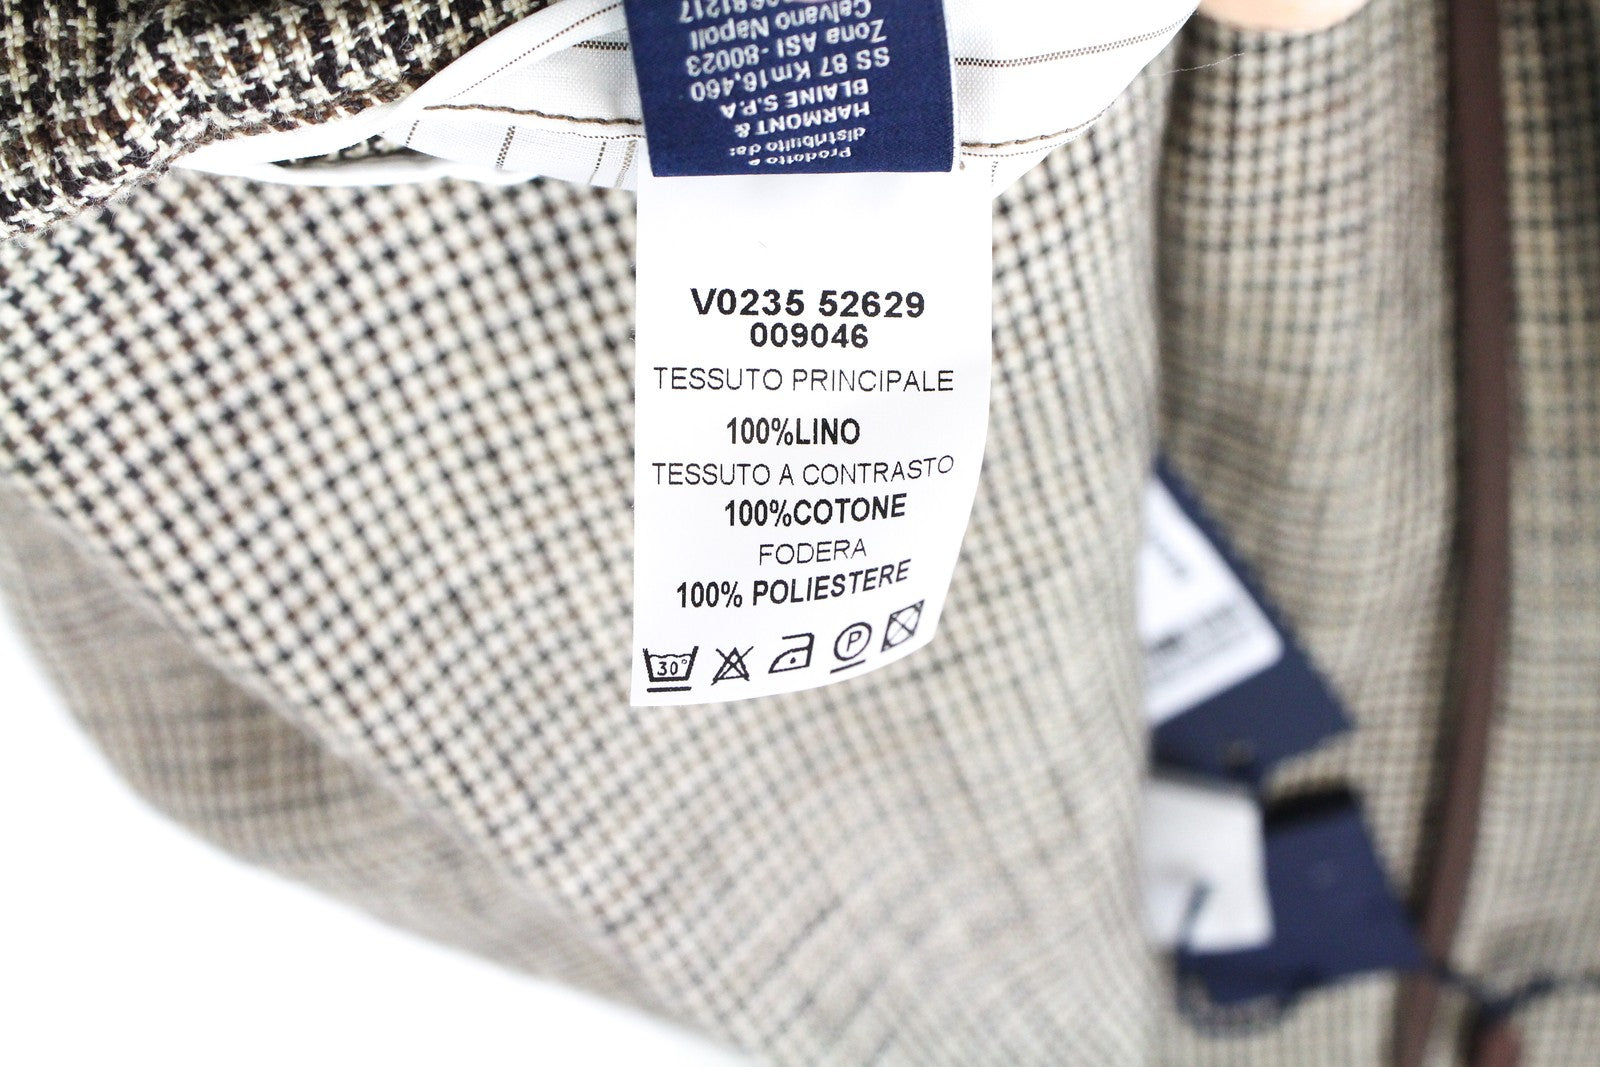 Prodotto e
distribuito da:
HARMONT &
BLAINE S.P.A
SS 87 Km16,460
Zona ASI - 80023
Caivano Napoli
V0235 52629
009046
TESSUTO PRINCIPALE
100%LINO
TESSUTO A CONTRASTO
100%COTONE
FODERA
100% POLIESTERE
30°
P